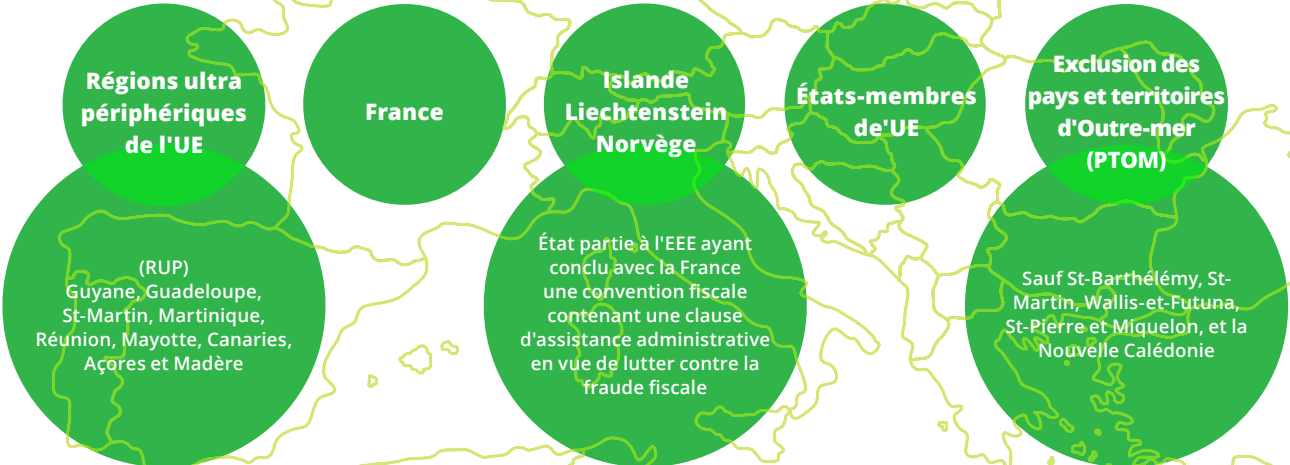 Régions ultra
périphériques
de l'UE
(RUP)
Guyane, Guadeloupe,
St-Martin, Martinique,
Réunion, Mayotte, Canaries,
Açores et Madère
France
Islande
Liechtenstein
Norvège
État partie à l'EEE ayant
conclu avec la France
une convention fiscale
contenant une clause
d'assistance administrative
en vue de lutter contre la
fraude fiscale
États-membres
de'UE
Exclusion des
pays et territoires
d'Outre-mer
(PTOM)
Sauf St-Barthélémy, St-
Martin, Wallis-et-Futuna,
St-Pierre et Miquelon, et la
Nouvelle Calédonie